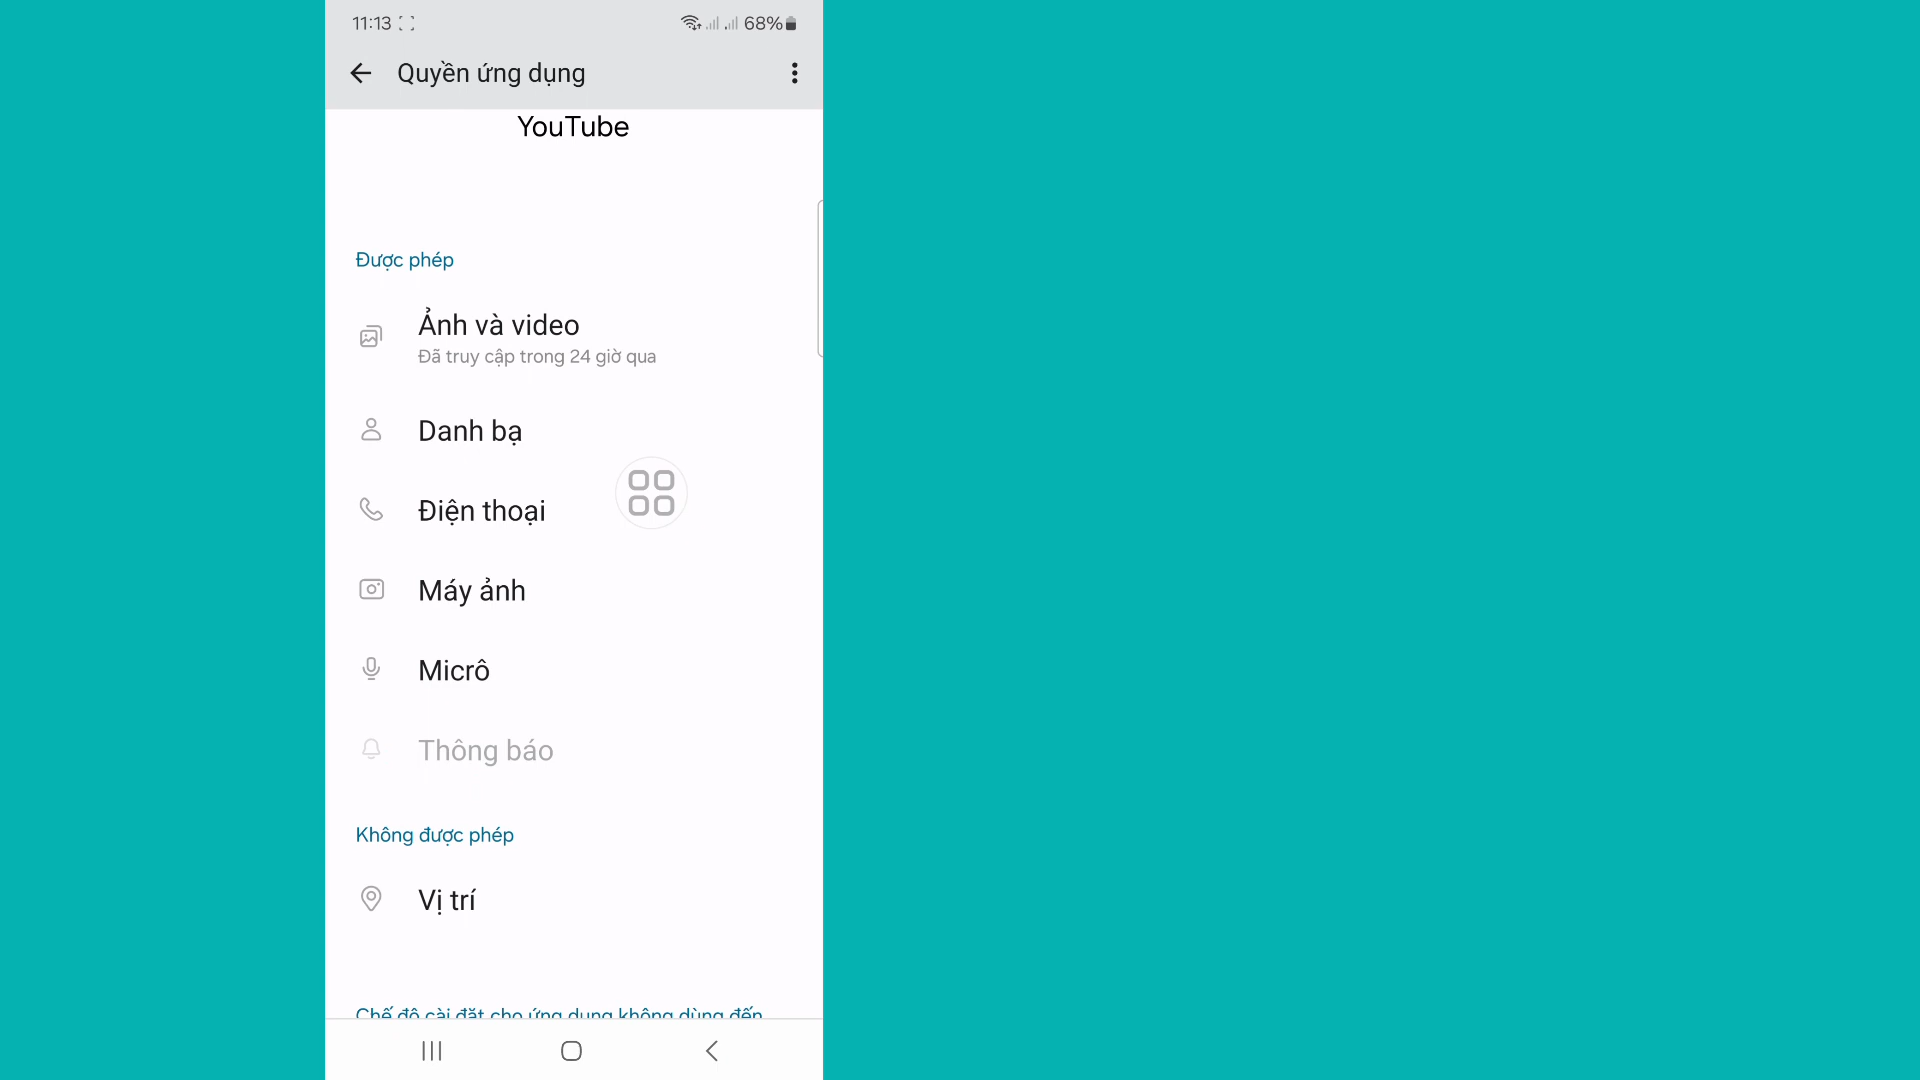 11:13
68%
Quyền ứng dụng
YouTube
Được phép
Ảnh và video
Đã truy cập trong 24 giờ qua
Danh bạ
Điện thoại
Máy ảnh
Micrô
Thông báo
Không được phép
Vị trí
Chế độ cài đặt cho ứng dụng không dùng đến